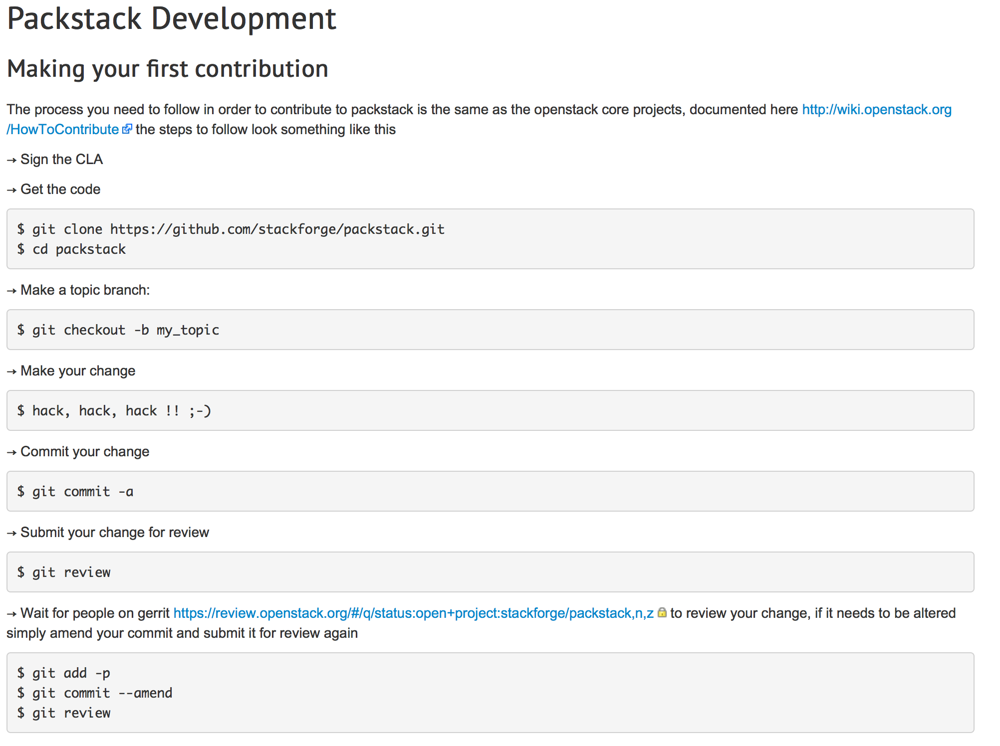 Packstack Development
Making your first contribution
The process you need to follow in order to contribute to packstack is the same as the openstack core projects, documented here http://wiki.openstack.org
/HowToContribute the steps to follow look something like this
→ Sign the CLA
→ Get the code
$ git clone https://github.com/stackforge/packstack.git
$ cd packstack
→ Make a topic branch:
$ git checkout -b my_topic
→ Make your change
$ hack, hack, hack !! ;-)
→ Commit your change
$ git commit -a
→ Submit your change for review
$ git review
→ Wait for people on gerrit https://review.openstack.org/#/q/status:open+project:stackforge/packstack,n,z to review your change, if it needs to be altered
simply amend your commit and submit it for review again
$ git add -p
$ git commit --amend
$ git review